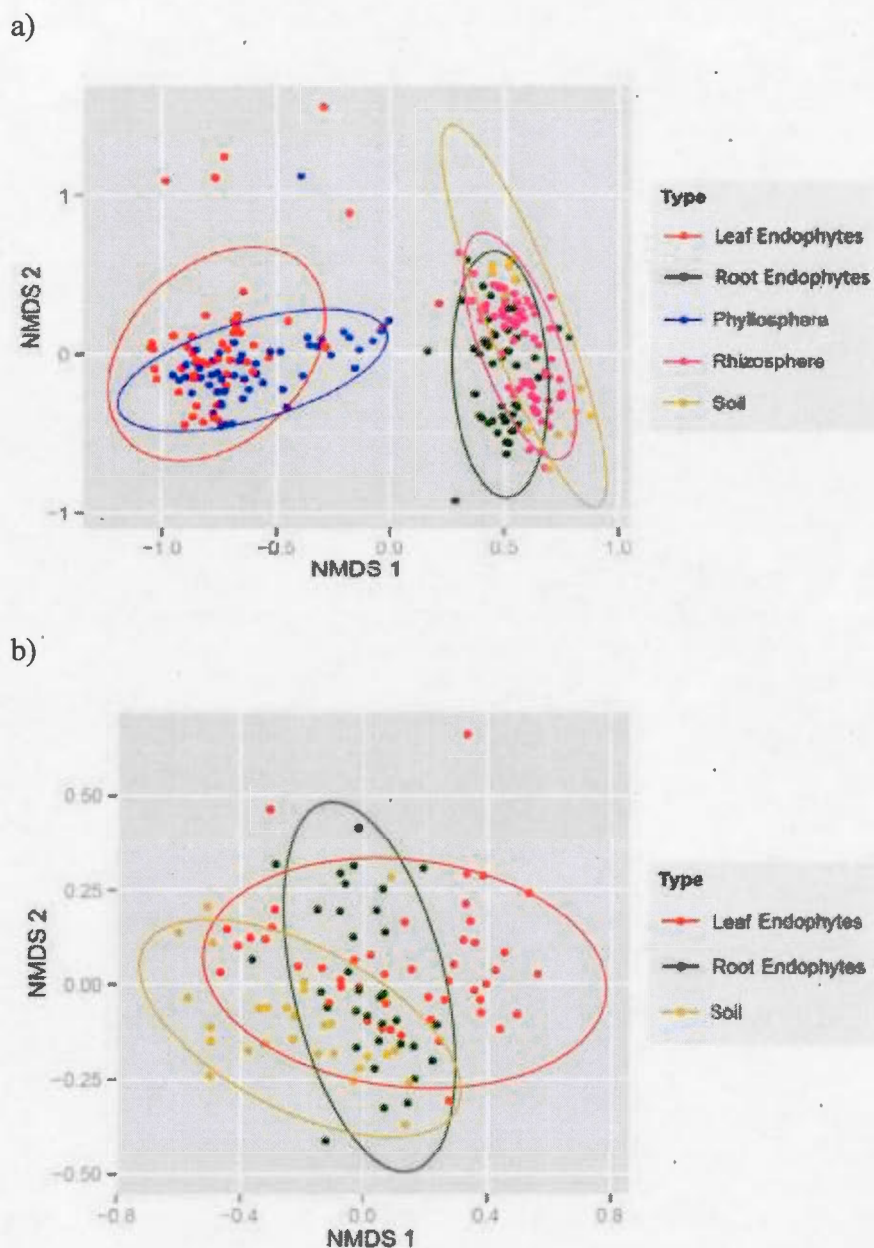 a)
1
0
−1
NMDS 2
−1.0 −0.5 0.0 0.5 1.0
NMDS 1
Type
Leaf Endophytes
Root Endophytes
Phyllosphere
Rhizosphere
Soil
b)
0.50
0.25
0.00
−0.25
−0.50
NMDS 2
−0.8 −0.4 0.0 0.4 0.8
NMDS 1
Type
Leaf Endophytes
Root Endophytes
Soil